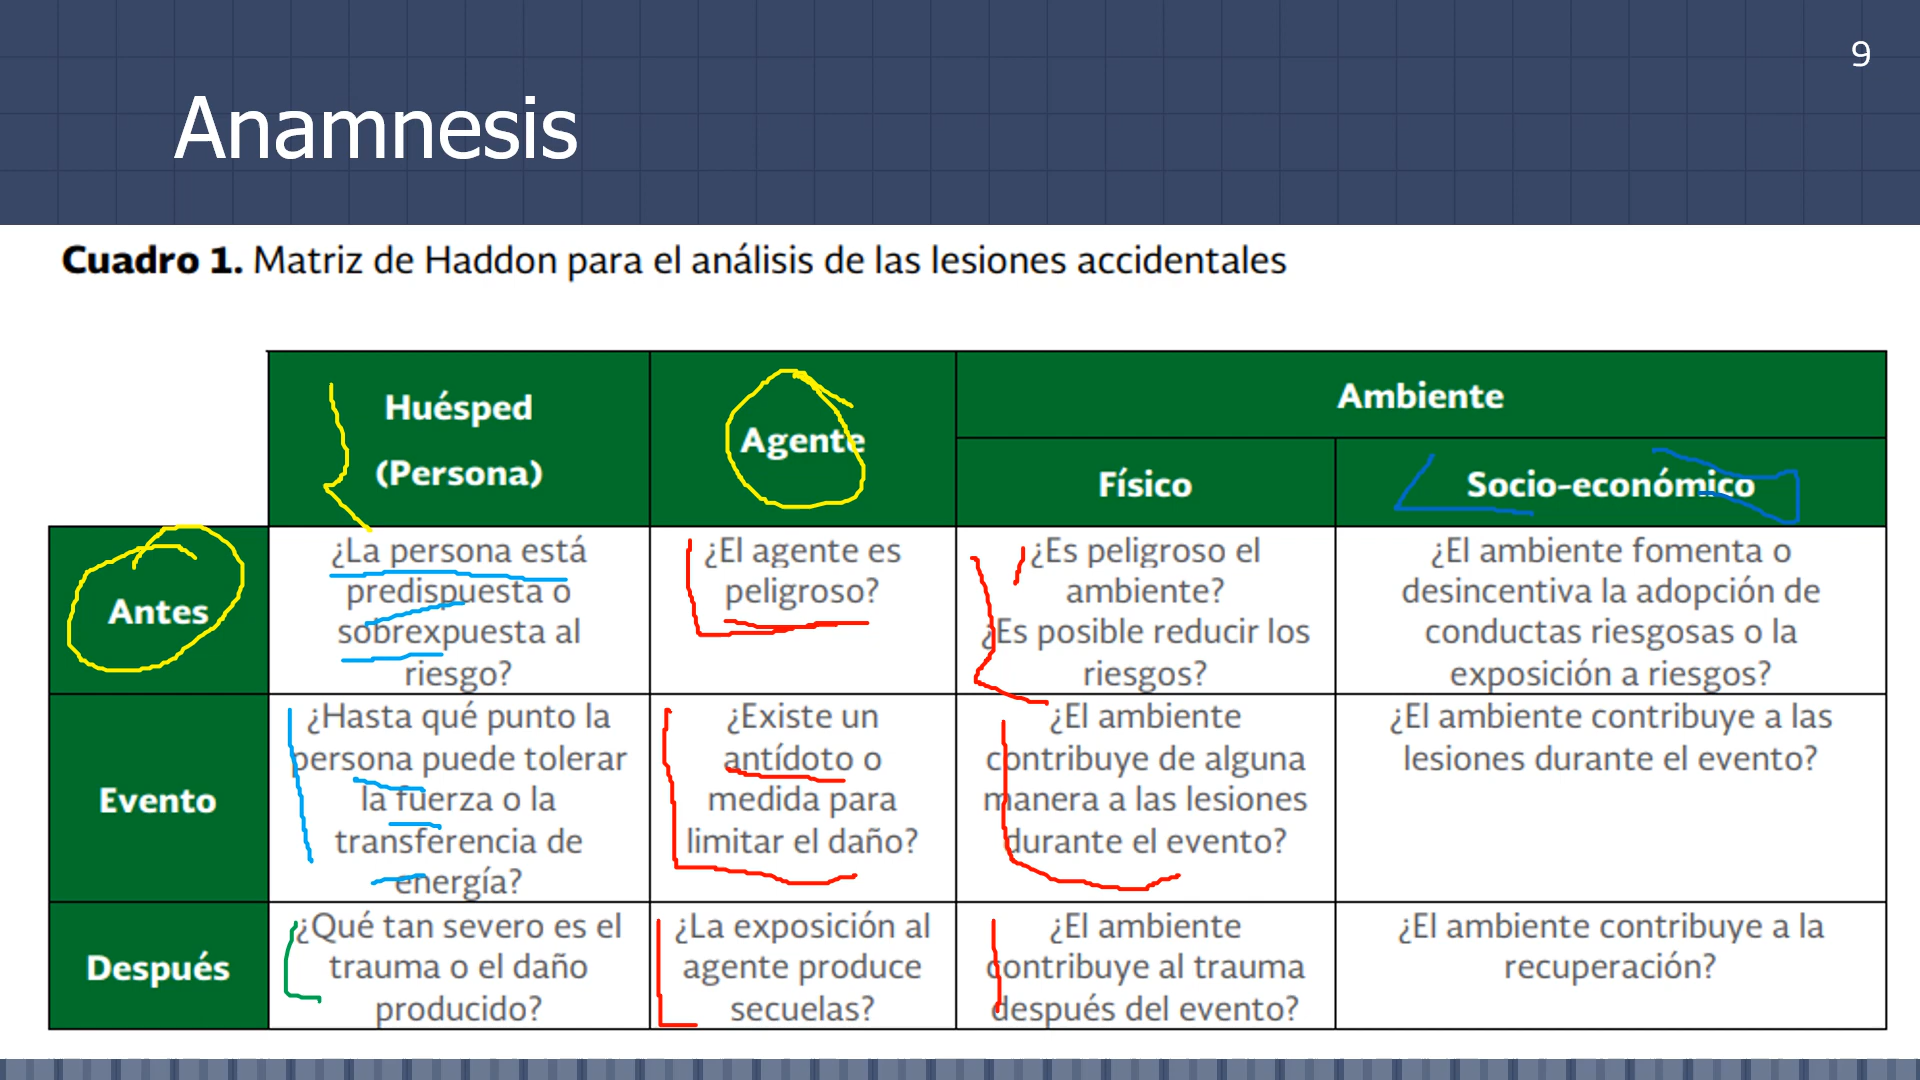 9
Anamnesis
Cuadro 1. Matriz de Haddon para el análisis de las lesiones accidentales
Huésped
(Persona)
Agente
Ambiente
Físico
Socio-económico
Antes
¿La persona está
predispuesta o
sobrexpuesta al
riesgo?
¿El agente es
peligroso?
¿Es peligroso el
ambiente?
¿Es posible reducir los
riesgos?
¿El ambiente fomenta o
desincentiva la adopción de
conductas riesgosas o la
exposición a riesgos?
Evento
¿Hasta qué punto la
persona puede tolerar
la fuerza o la
transferencia de
energía?
¿Existe un
antídoto o
medida para
limitar el daño?
¿El ambiente
contribuye de alguna
manera a las lesiones
durante el evento?
¿El ambiente contribuye a las
lesiones durante el evento?
Después
¿Qué tan severo es el
trauma o el daño
producido?
¿La exposición al
agente produce
secuelas?
¿El ambiente
contribuye al trauma
después del evento?
¿El ambiente contribuye a la
recuperación?